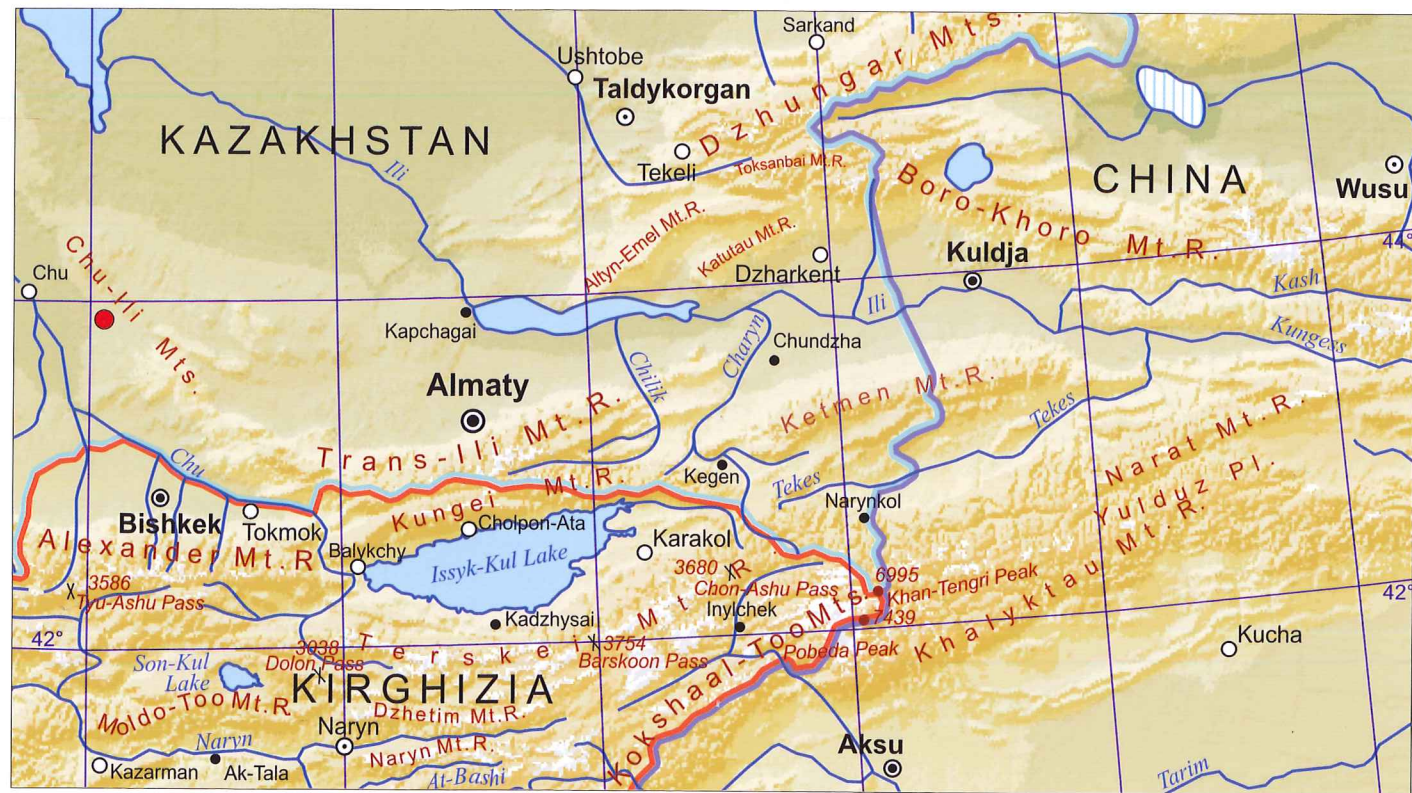 Sarkand
Ushtobe
Taldykorgan
Dzhungar Mts.
KAZAKHSTAN
Tekeli
Toksanbai Mt.R.
Ili
CHINA
Wusu
Boro-Khoro Mt.R.
Altyn-Emel Mt.R.
Katutau Mt.R.
Dzharkent
Kuldja
44°
Chu-Ili Mts.
Chu
Kash
Kapchagai
Ili
Kungess
Chilik
Charyn
Chundzha
Almaty
Ketmen Mt.R.
Tekes
Trans-Ili Mt.R.
Narat Mt.R.
Chu
Kegen
Tekes
Narynkol
Yulduz Pl.
Kungei Mt.R.
Bishkek
Tokmok
Cholpon-Ata
Alexander Mt.R
Balykchy
Issyk-Kul Lake
Karakol
3586
Tyu-Ashu Pass
3680
Chon-Ashu Pass
6995
Khan-Tengri Peak
Inylchek
7439
Pobeda Peak
Khalyktau Mt.R.
Kadzhysai
42°
42°
Terskei Mt R
3754
Barskoon Pass
Kucha
3038
Dolon Pass
Son-Kul
Lake
KIRGHIZIA
Kokshaal-Too Mts.
Moldo-Too Mt.R.
Dzhetim Mt.R.
Naryn
Naryn
Naryn Mt.R.
Aksu
Kazarman
Ak-Tala
At-Bashi
Tarim